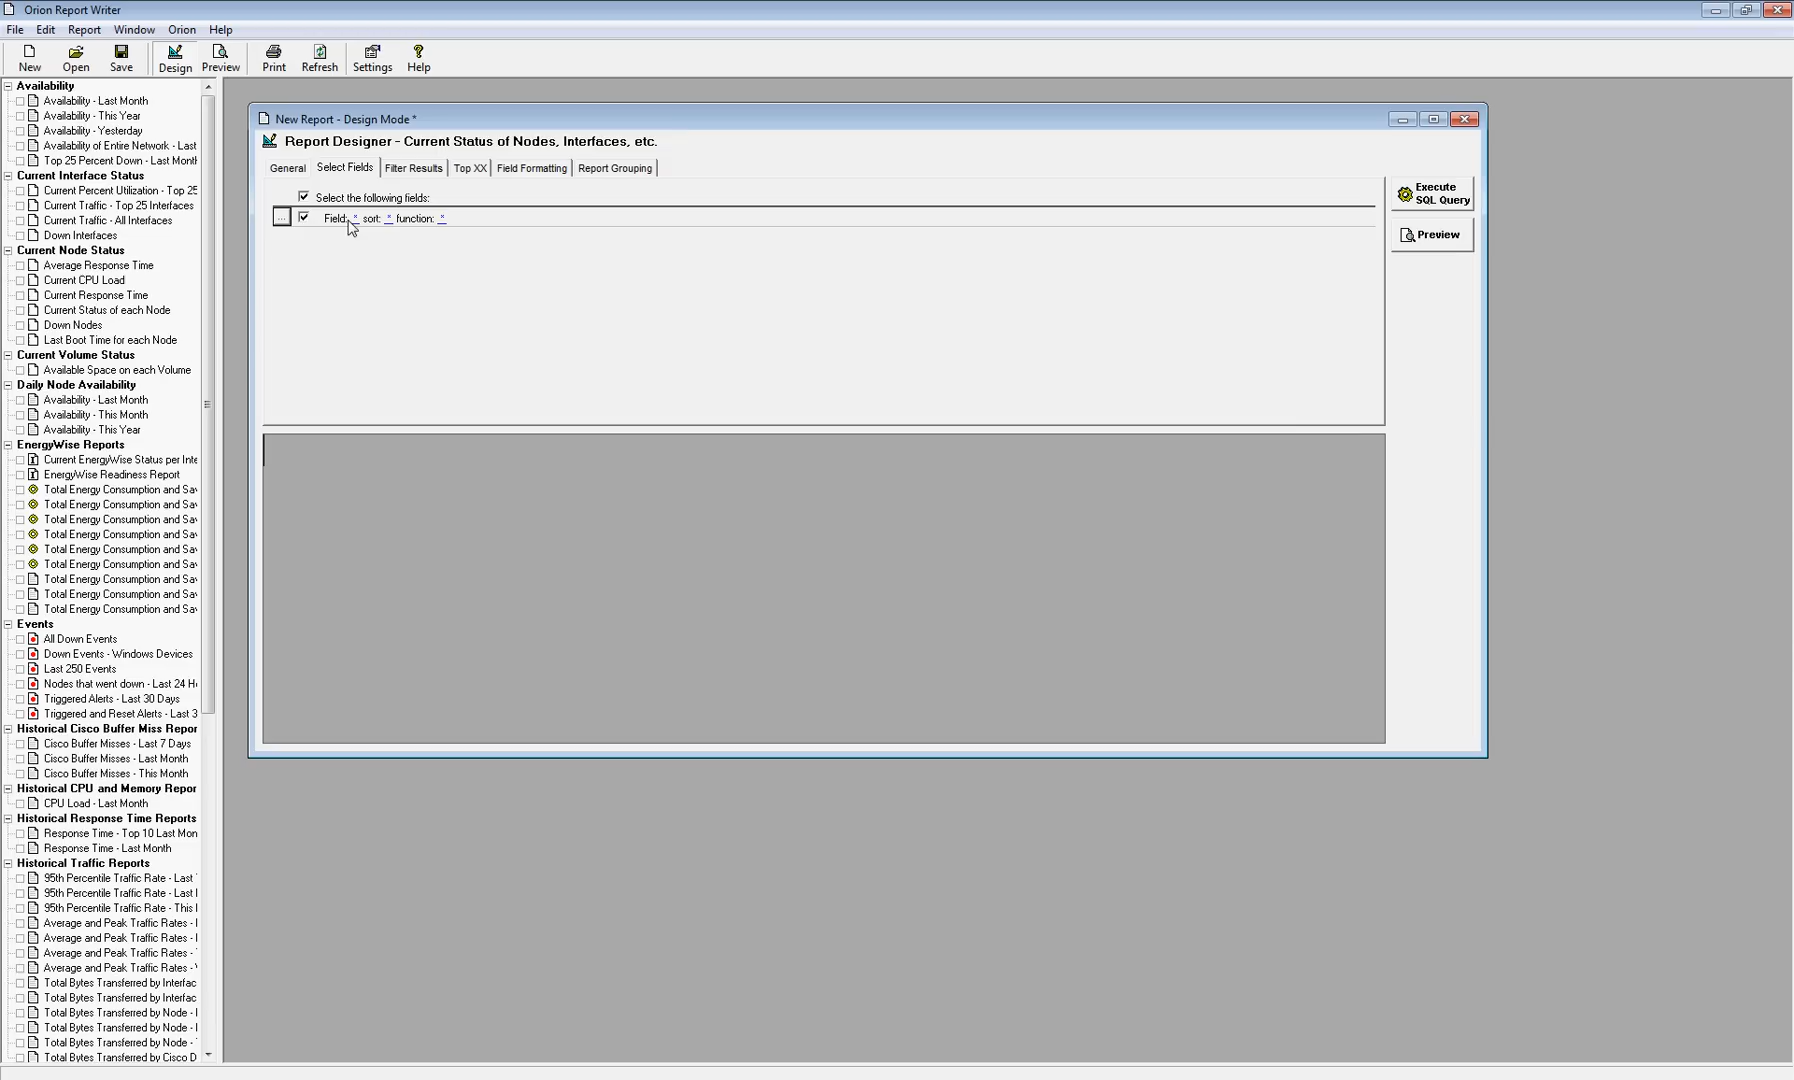 Orion Report Writer
File Edit Report Window Orion Help
New Open Save Design Preview Print Refresh Settings Help
Availability
Availability - Last Month
Availability - This Year
Availability - Yesterday
Availability of Entire Network - Last
Top 25 Percent Down - Last Month
Current Interface Status
Current Percent Utilization - Top 25
Current Traffic - Top 25 Interfaces
Current Traffic - All Interfaces
Down Interfaces
Current Node Status
Average Response Time
Current CPU Load
Current Response Time
Current Status of each Node
Down Nodes
Last Boot Time for each Node
Current Volume Status
Available Space on each Volume
Daily Node Availability
Availability - Last Month
Availability - This Month
Availability - This Year
EnergyWise Reports
Current EnergyWise Status per Inte
EnergyWise Readiness Report
Total Energy Consumption and Sav
Total Energy Consumption and Sav
Total Energy Consumption and Sav
Total Energy Consumption and Sav
Total Energy Consumption and Sav
Total Energy Consumption and Sav
Total Energy Consumption and Sav
Total Energy Consumption and Sav
Total Energy Consumption and Sav
Events
All Down Events
Down Events - Windows Devices
Last 250 Events
Nodes that went down - Last 24 H
Triggered Alerts - Last 30 Days
Triggered and Reset Alerts - Last 3
Historical Cisco Buffer Miss Repor
Cisco Buffer Misses - Last 7 Days
Cisco Buffer Misses - Last Month
Cisco Buffer Misses - This Month
Historical CPU and Memory Repor
CPU Load - Last Month
Historical Response Time Reports
Response Time - Top 10 Last Mon
Response Time - Last Month
Historical Traffic Reports
95th Percentile Traffic Rate - Last
95th Percentile Traffic Rate - Last
95th Percentile Traffic Rate - This
Average and Peak Traffic Rates -
Average and Peak Traffic Rates -
Average and Peak Traffic Rates -
Average and Peak Traffic Rates -
Total Bytes Transferred by Interfac
Total Bytes Transferred by Interfac
Total Bytes Transferred by Node -
Total Bytes Transferred by Node -
Total Bytes Transferred by Node -
Total Bytes Transferred by Cisco D
New Report - Design Mode *
Report Designer - Current Status of Nodes, Interfaces, etc.
General Select Fields Filter Results Top XX Field Formatting Report Grouping
Select the following fields:
... Field: * sort: * function: *
Execute
SQL Query
Preview